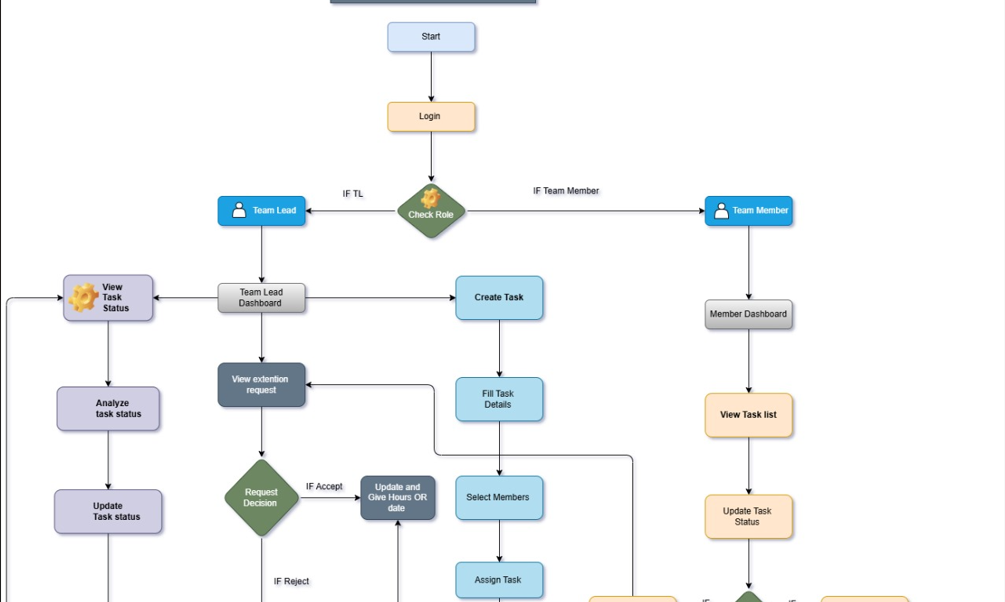 Start
Login
IF TL
IF Team Member
Check Role
Team Lead
Team Member
View
Task
Status
Team Lead
Dashboard
Create Task
Member Dashboard
View extention
request
Fill Task
Details
Analyze
task status
View Task list
Request
Decision
IF Accept
Update and
Give Hours OR
date
Select Members
Update
Task status
Update Task
Status
IF Reject
Assign Task